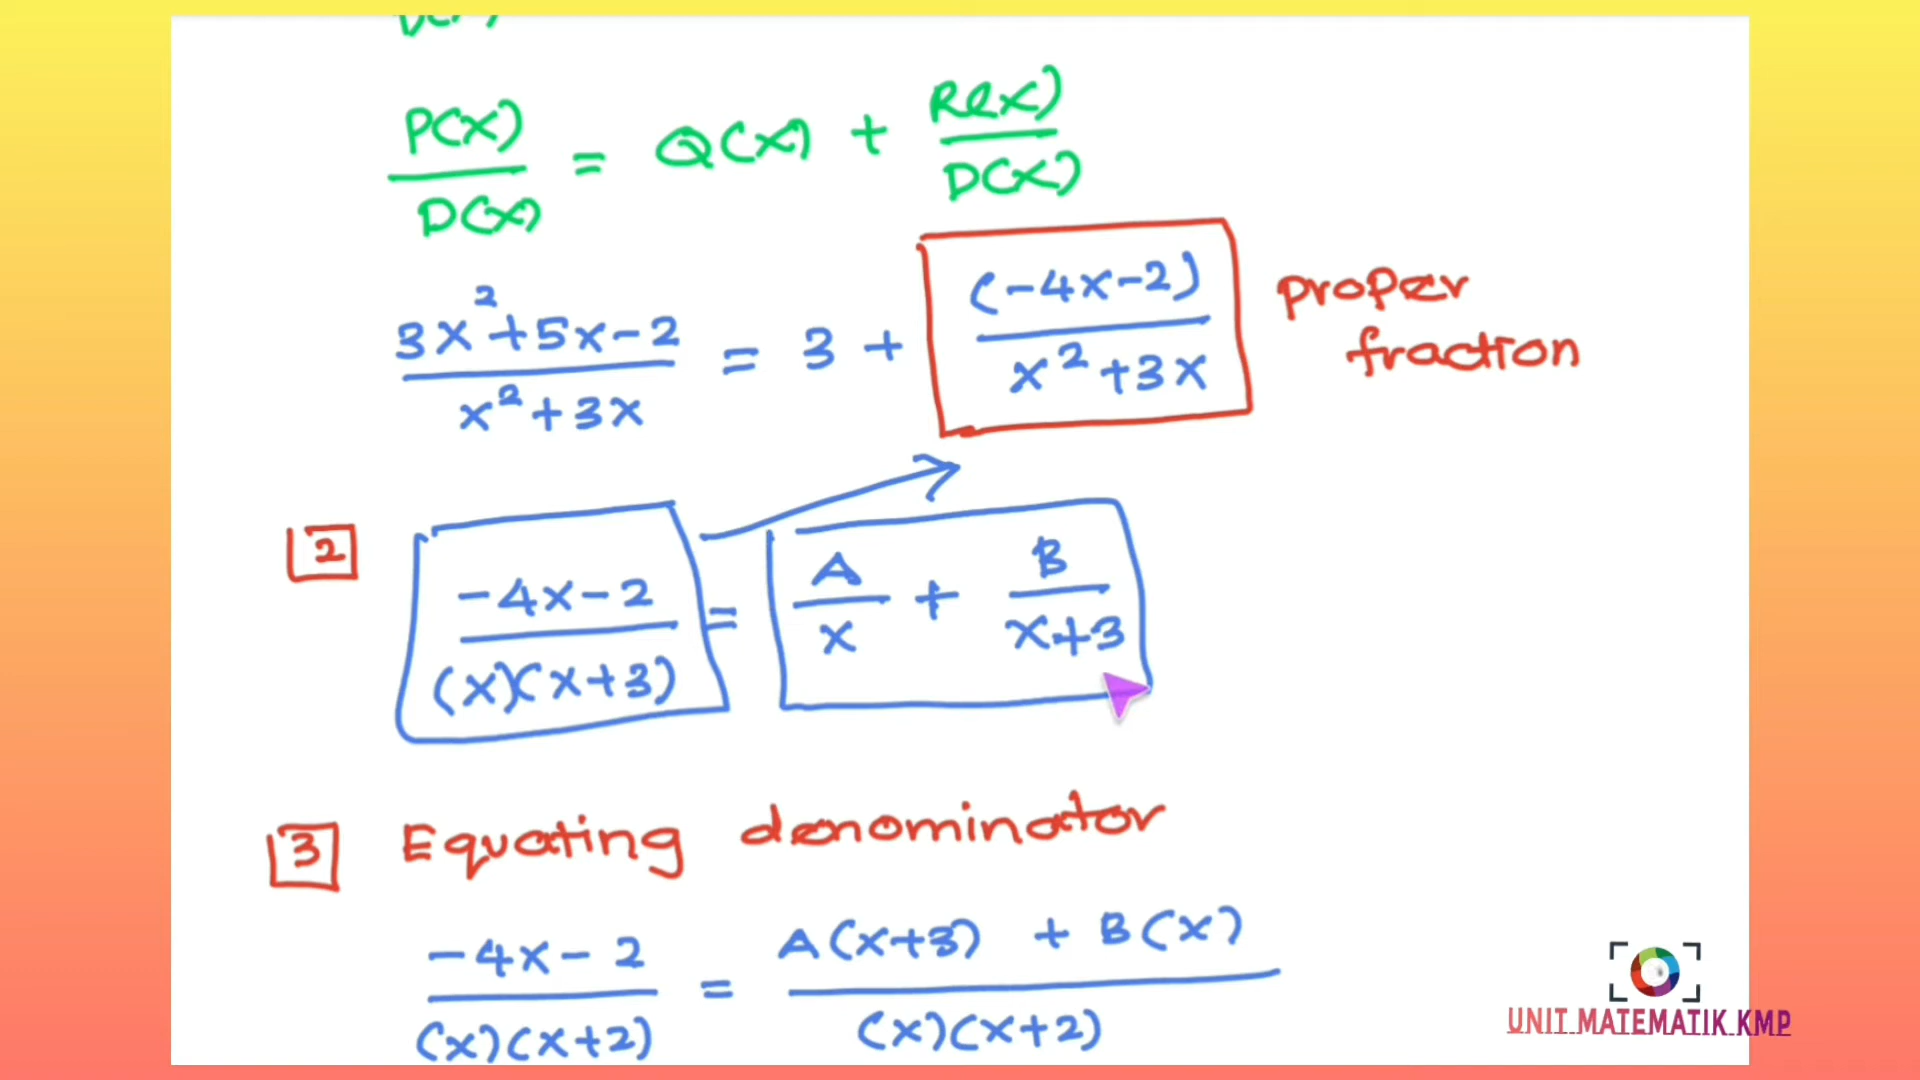 P(x)/D(x) = Q(x) + R(x)/D(x)
(3x²+5x-2)/(x²+3x) = 3 + (-4x-2)/(x²+3x) proper fraction
2 (-4x-2)/((x)(x+3)) = A/x + B/(x+3)
3 Equating denominator
(-4x-2)/((x)(x+2)) = (A(x+3) + B(x))/((x)(x+2))
UNIT MATEMATIK KMP